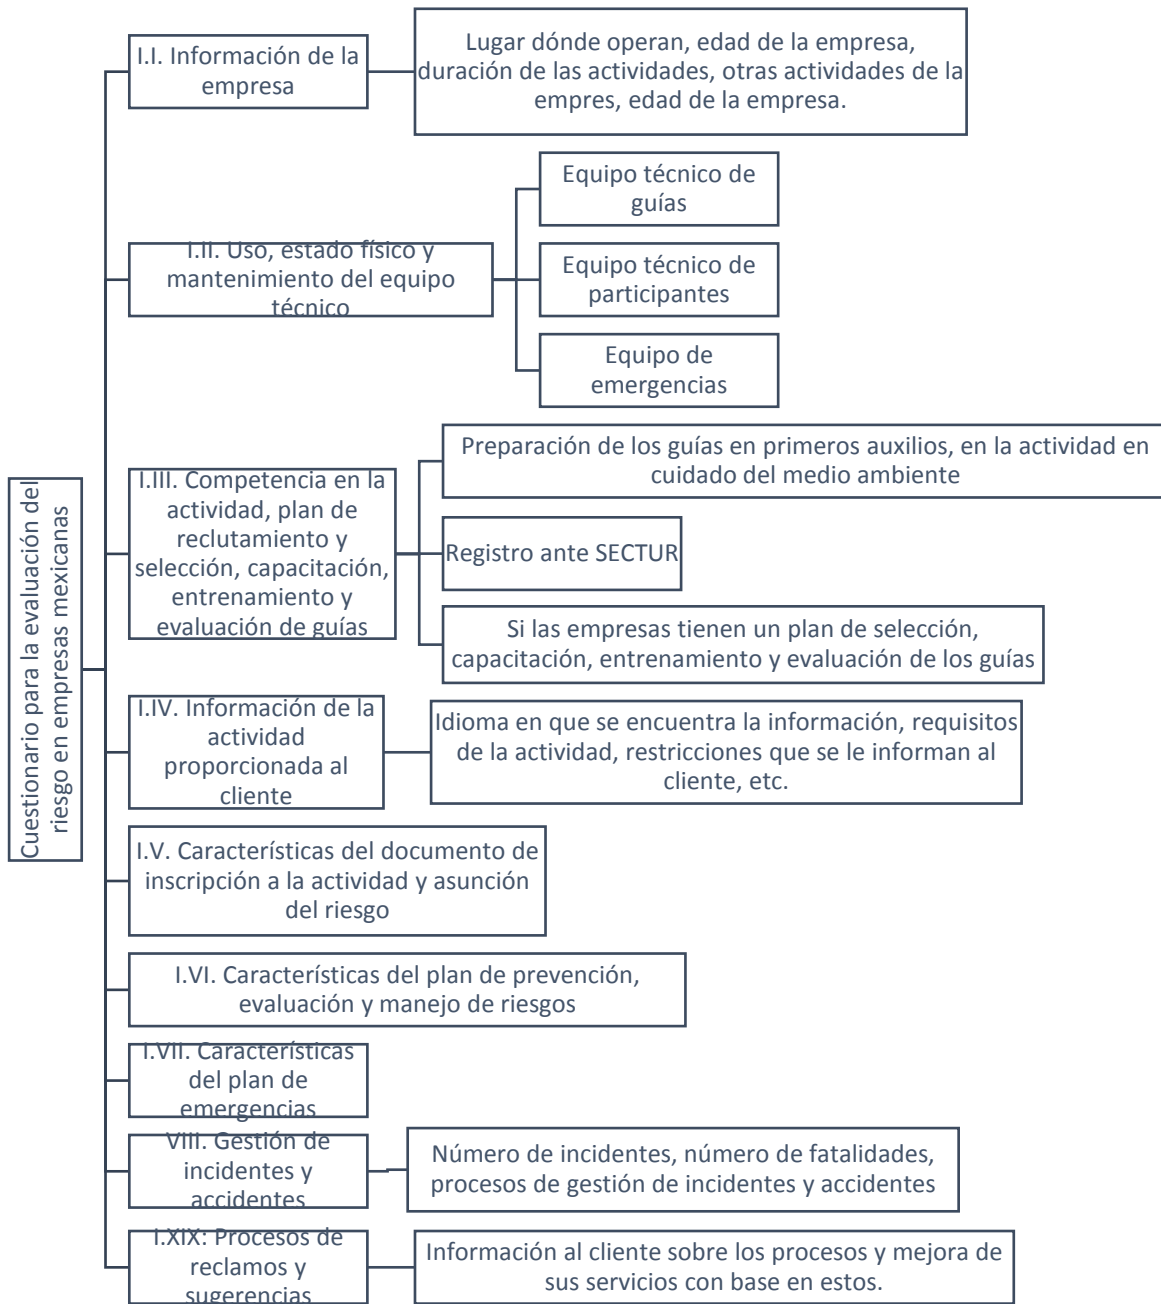 Cuestionario para la evaluación del
riesgo en empresas mexicanas
I.I. Información de la
empresa
Lugar dónde operan, edad de la empresa,
duración de las actividades, otras actividades de la
empres, edad de la empresa.
I.II. Uso, estado físico y
mantenimiento del equipo
técnico
Equipo técnico de
guías
Equipo técnico de
participantes
Equipo de
emergencias
I.III. Competencia en la
actividad, plan de
reclutamiento y
selección, capacitación,
entrenamiento y
evaluación de guías
Preparación de los guías en primeros auxilios, en la actividad en
cuidado del medio ambiente
Registro ante SECTUR
Si las empresas tienen un plan de selección,
capacitación, entrenamiento y evaluación de los guías
I.IV. Información de la
actividad
proporcionada al
cliente
Idioma en que se encuentra la información, requisitos
de la actividad, restricciones que se le informan al
cliente, etc.
I.V. Características del documento de
inscripción a la actividad y asunción
del riesgo
I.VI. Características del plan de prevención,
evaluación y manejo de riesgos
I.VII. Características
del plan de
emergencias
VIII. Gestión de
incidentes y
accidentes
Número de incidentes, número de fatalidades,
procesos de gestión de incidentes y accidentes
I.XIX: Procesos de
reclamos y
sugerencias
Información al cliente sobre los procesos y mejora de
sus servicios con base en estos.